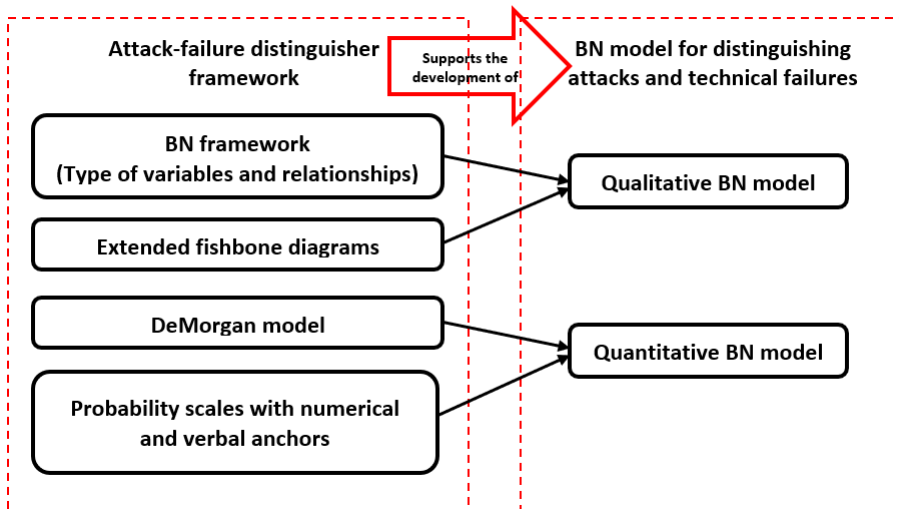 Attack-failure distinguisher
framework
Supports the
development of
BN model for distinguishing
attacks and technical failures
BN framework
(Type of variables and relationships)
Extended fishbone diagrams
DeMorgan model
Probability scales with numerical
and verbal anchors
Qualitative BN model
Quantitative BN model